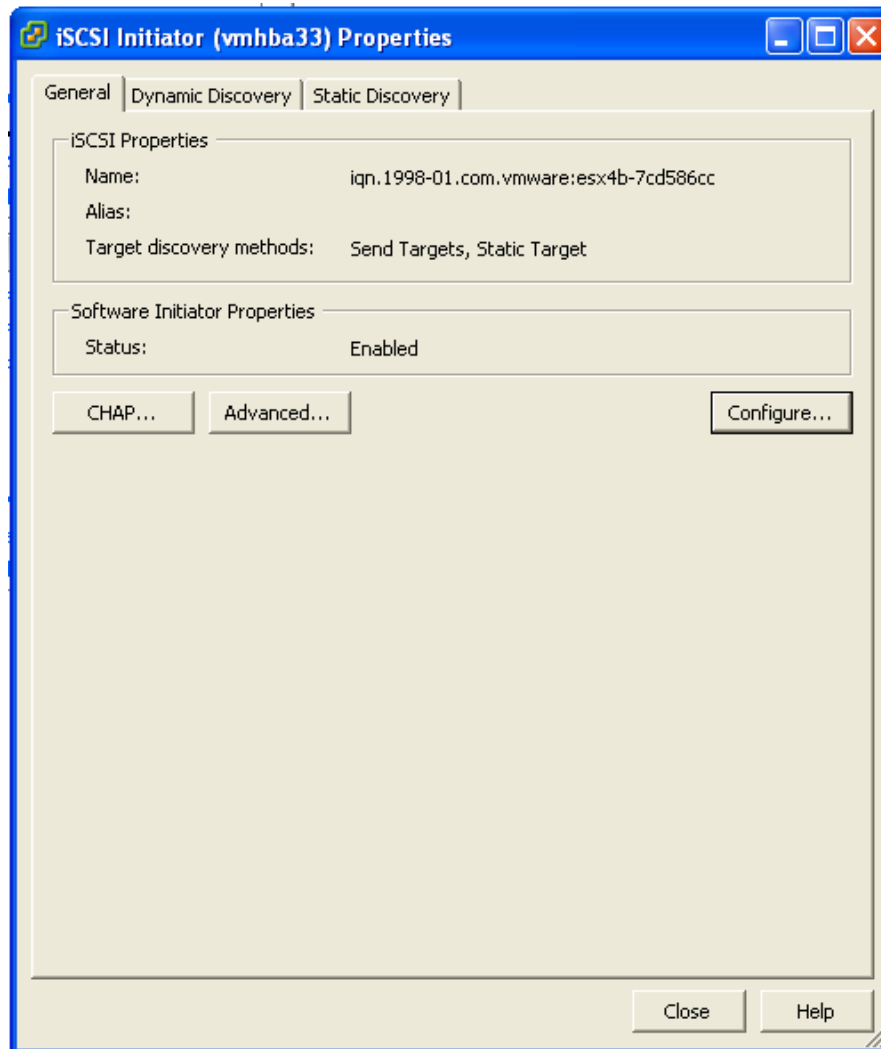 iSCSI Initiator (vmhba33) Properties
General Dynamic Discovery Static Discovery
iSCSI Properties
Name: iqn.1998-01.com.vmware:esx4b-7cd586cc
Alias:
Target discovery methods: Send Targets, Static Target
Software Initiator Properties
Status: Enabled
CHAP... Advanced... Configure...
Close Help